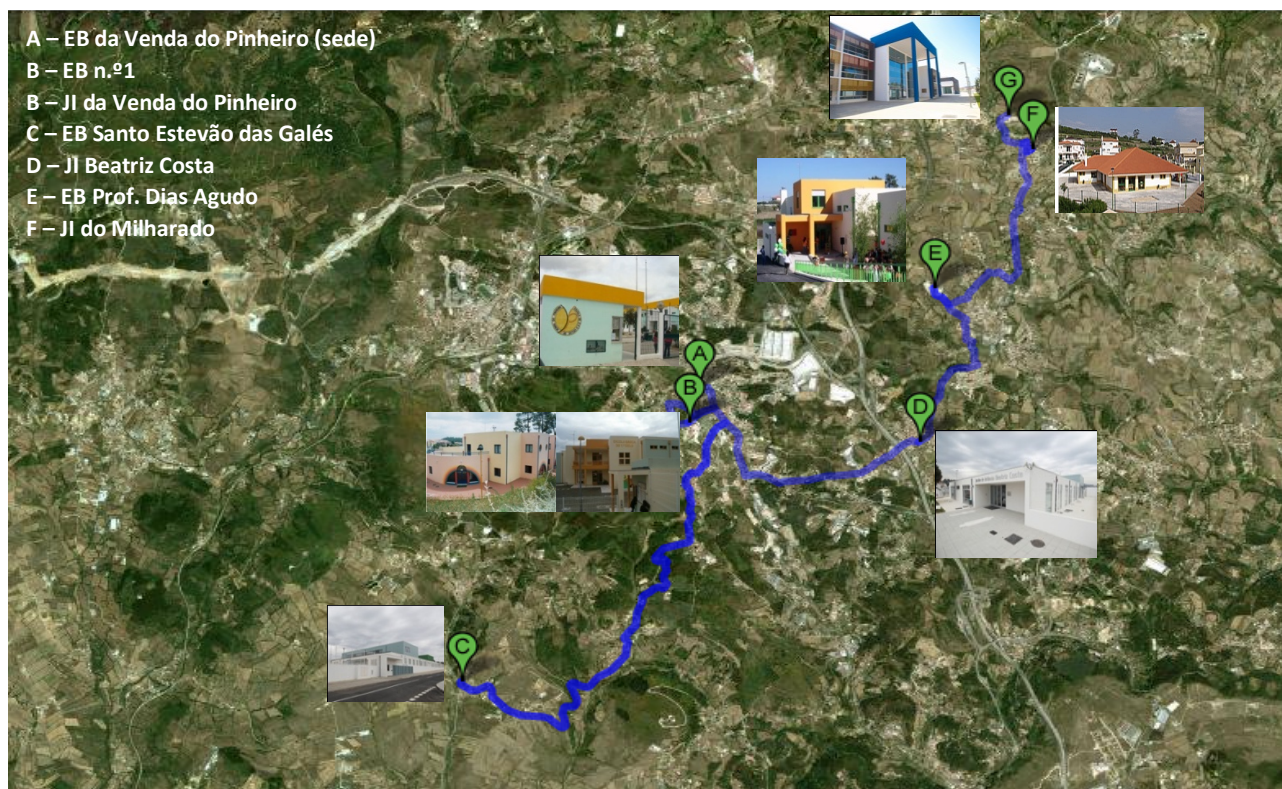 A – EB da Venda do Pinheiro (sede)
B – EB n.º1
B – JI da Venda do Pinheiro
C – EB Santo Estevão das Galés
D – JI Beatriz Costa
E – EB Prof. Dias Agudo
F – JI do Milharado
G
F
E
A
B
D
C